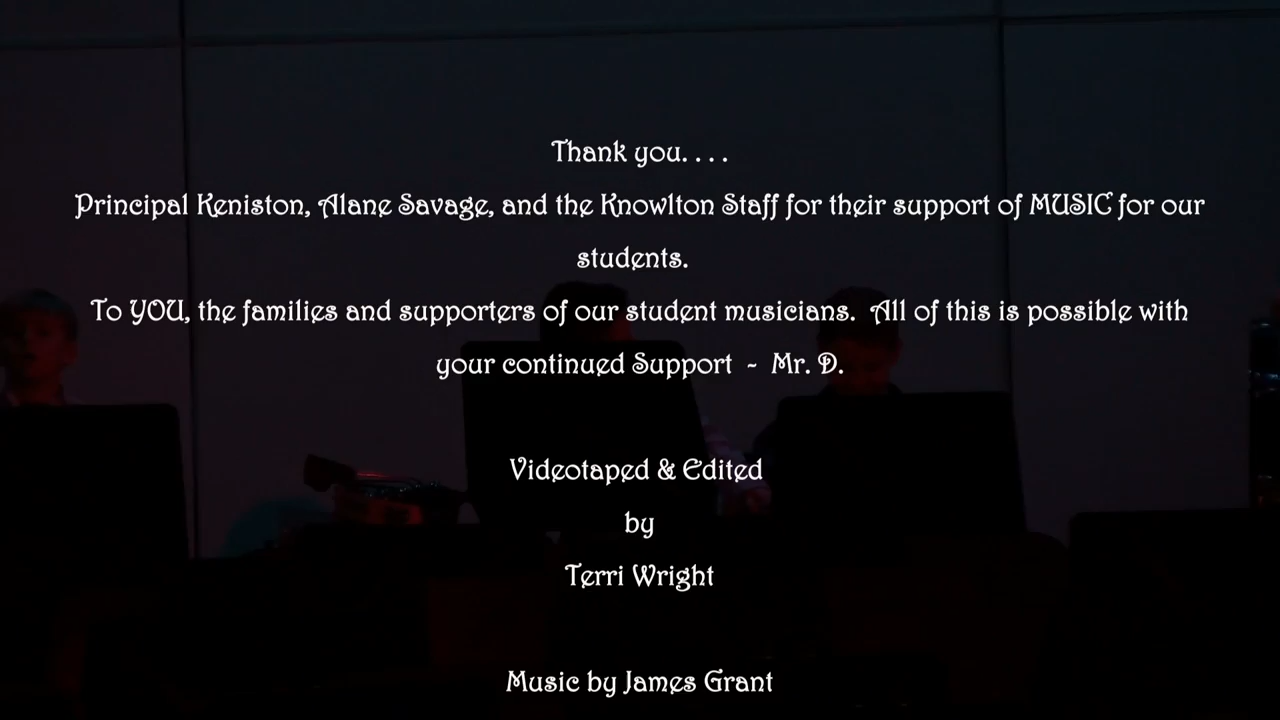 Thank you. . . .
Principal Keniston, Alane Savage, and the Knowlton Staff for their support of MUSIC for our
students.
To YOU, the families and supporters of our student musicians.  All of this is possible with
your continued Support  -  Mr. D.
Videotaped & Edited
by
Terri Wright
Music by James Grant